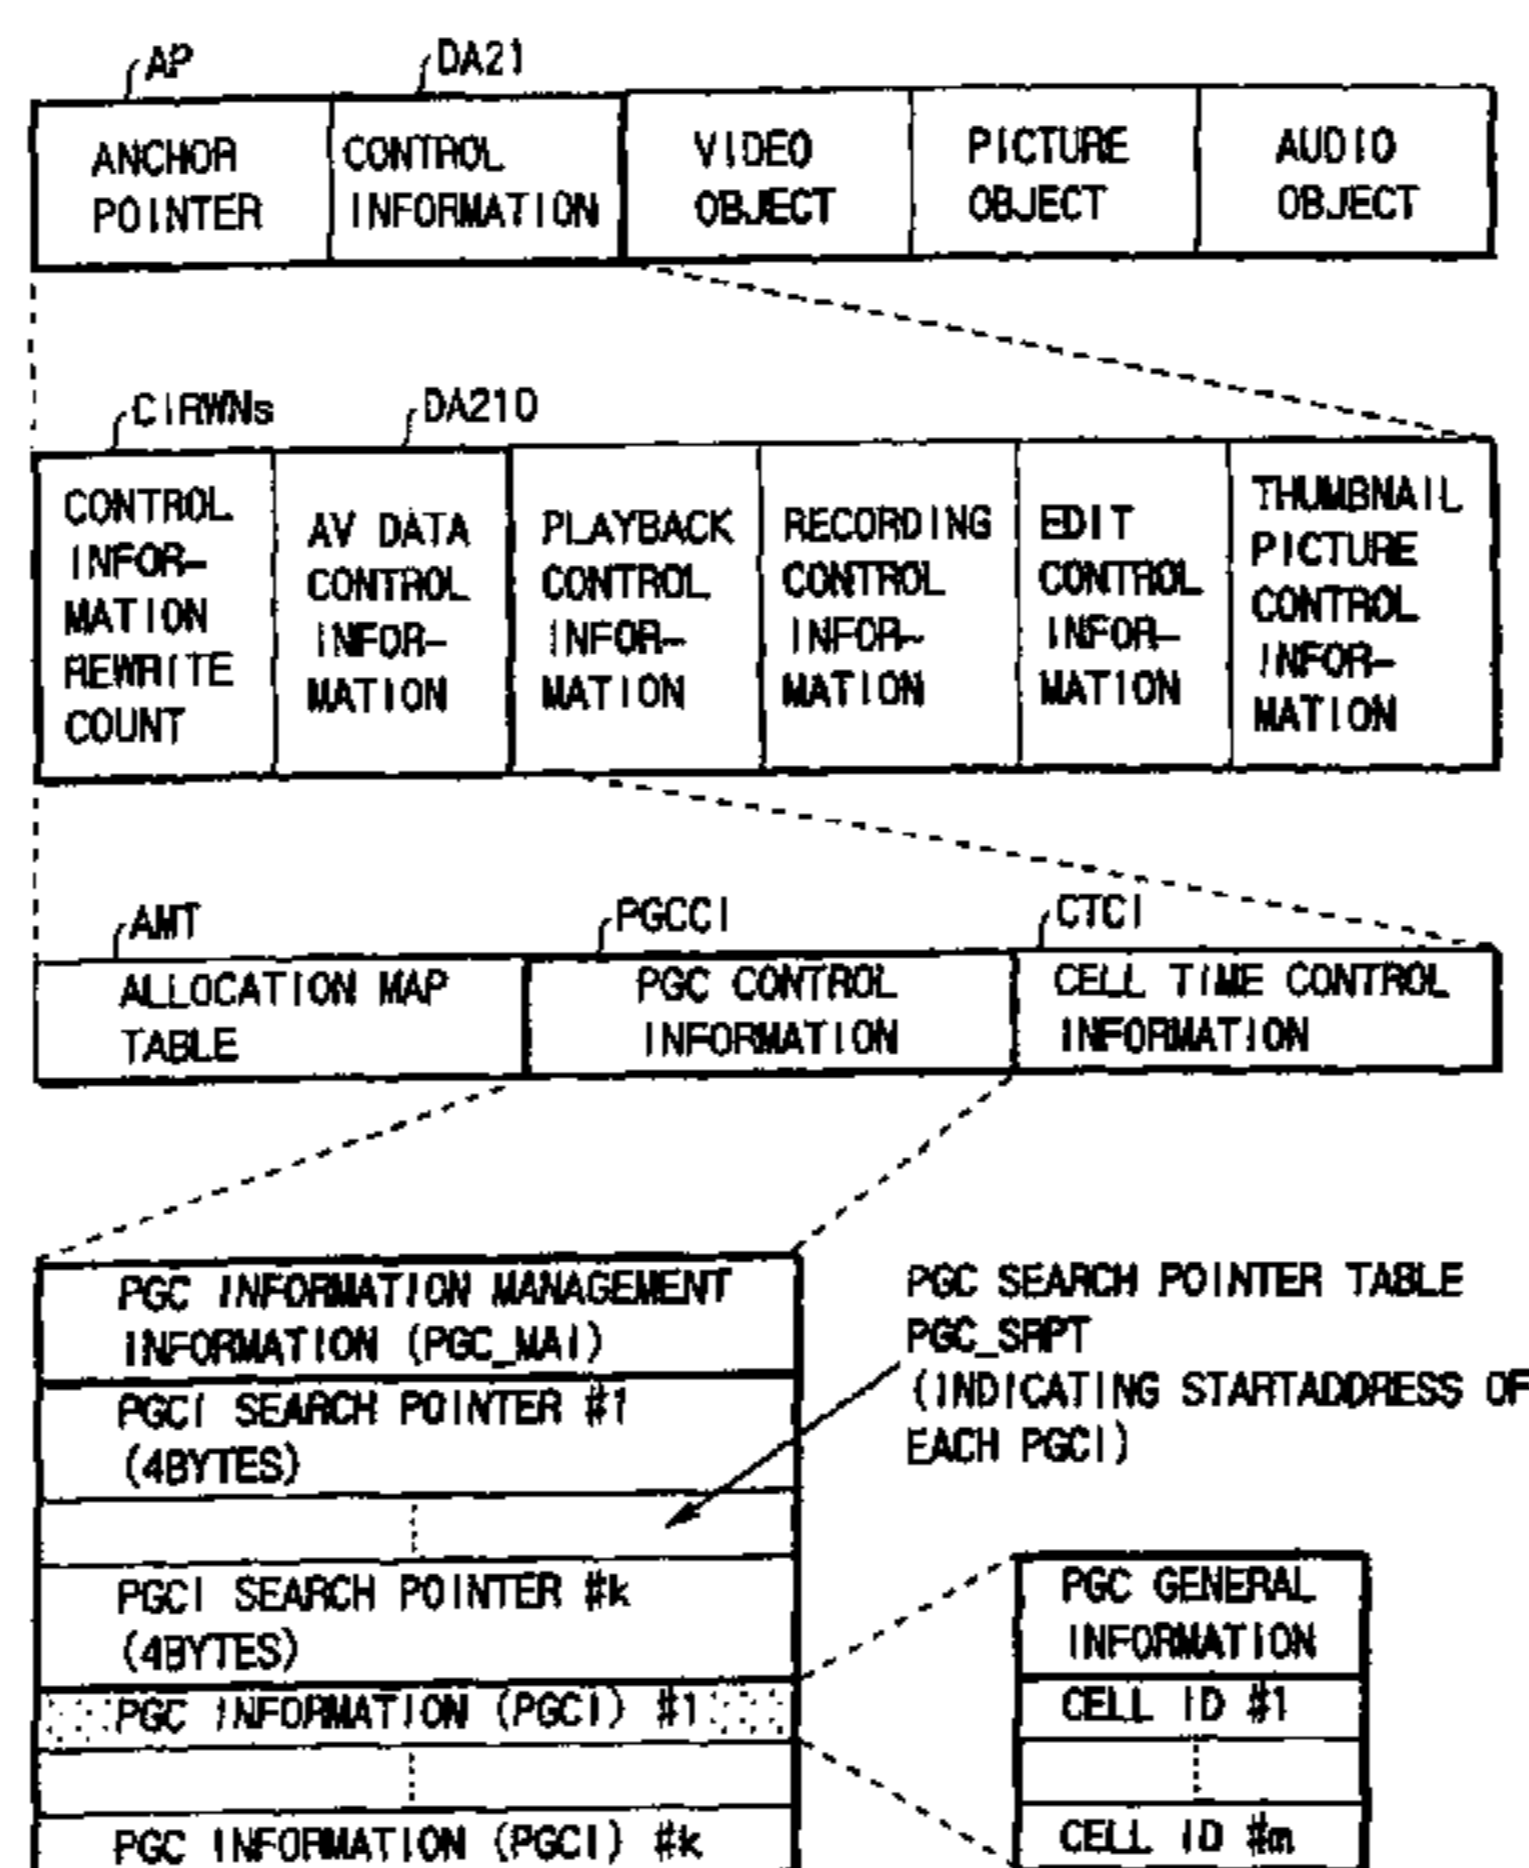 AP
DA21
ANCHOR
POINTER
CONTROL
INFORMATION
VIDEO
OBJECT
PICTURE
OBJECT
AUDIO
OBJECT
CIRWNs
DA210
CONTROL
INFOR-
MATION
REWRITE
COUNT
AV DATA
CONTROL
INFOR-
MATION
PLAYBACK
CONTROL
INFOR-
MATION
RECORDING
CONTROL
INFOR-
MATION
EDIT
CONTROL
INFOR-
MATION
THUMBNAIL
PICTURE
CONTROL
INFOR-
MATION
AMT
PGCCI
CTCI
ALLOCATION MAP
TABLE
PGC CONTROL
INFORMATION
CELL TIME CONTROL
INFORMATION
PGC INFORMATION MANAGEMENT
INFORMATION (PGC_MAI)
PGCI SEARCH POINTER #1
(4BYTES)
PGCI SEARCH POINTER #k
(4BYTES)
PGC INFORMATION (PGCI) #1
PGC INFORMATION (PGCI) #k
PGC SEARCH POINTER TABLE
PGC_SRPT
(INDICATING STARTADDRESS OF
EACH PGCI)
PGC GENERAL
INFORMATION
CELL ID #1
CELL ID #m